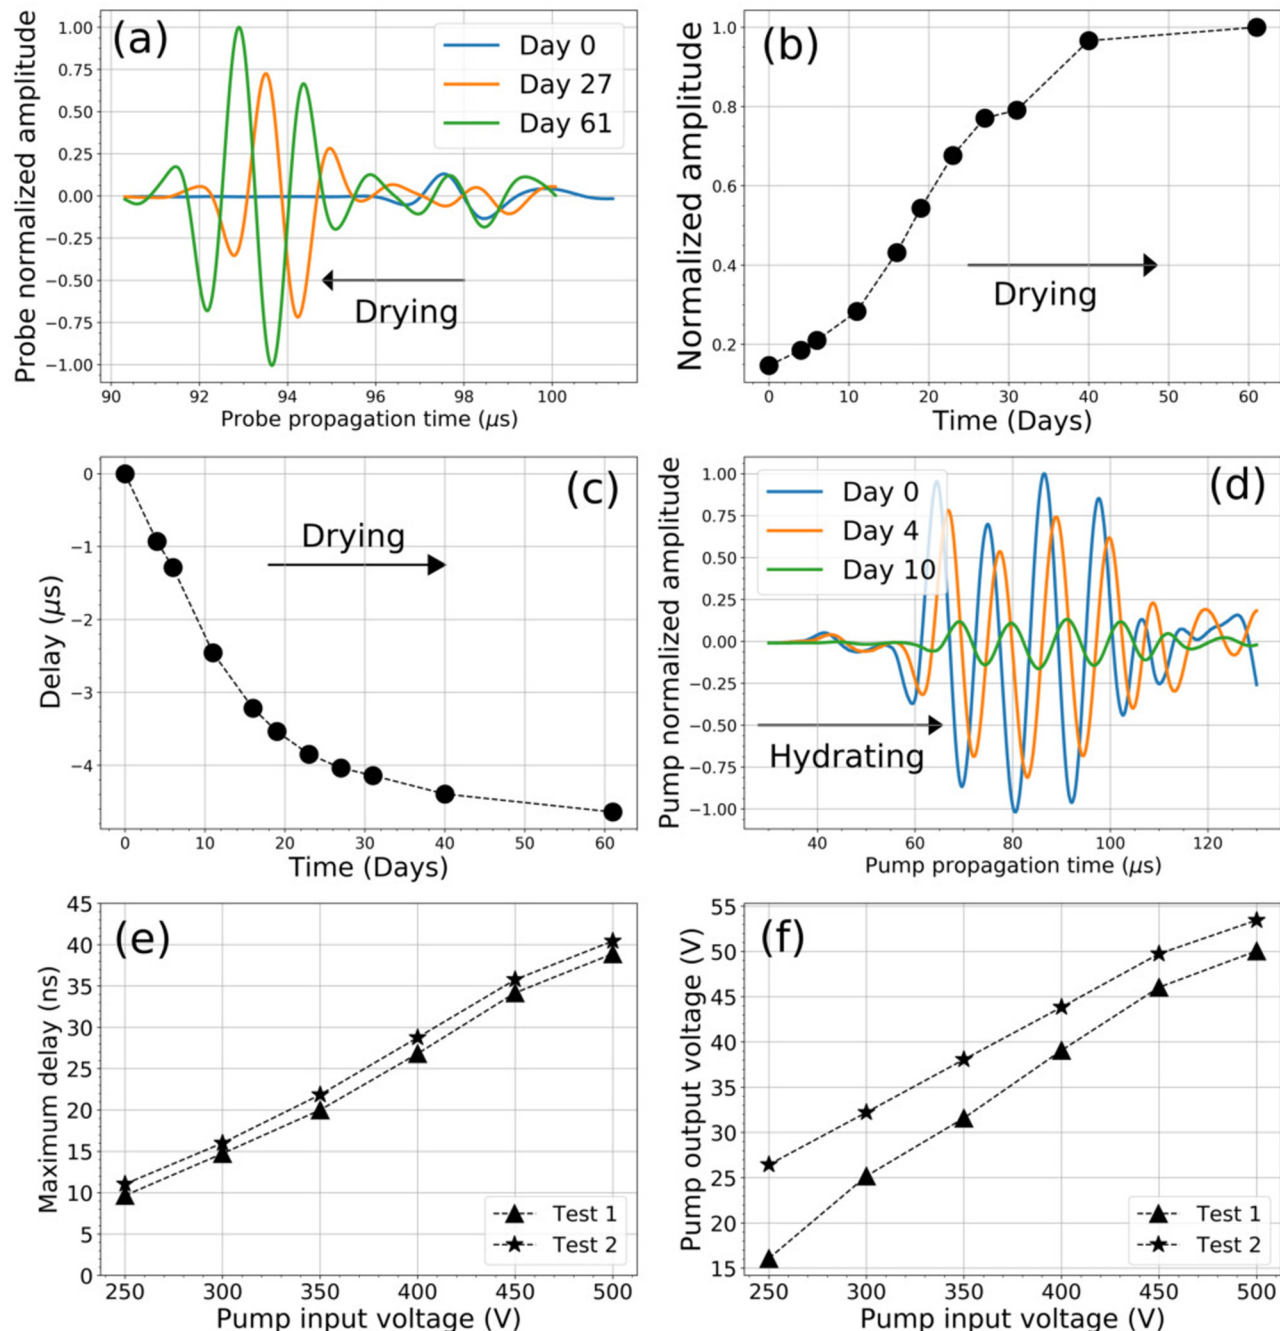 (a)
Probe normalized amplitude
1.00
0.75
0.50
0.25
0.00
−0.25
−0.50
−0.75
−1.00
Day 0
Day 27
Day 61
Drying
90 92 94 96 98 100
Probe propagation time (μs)
(b)
Normalized amplitude
1.0
0.8
0.6
0.4
0.2
Drying
0 10 20 30 40 50 60
Time (Days)
(c)
Delay (μs)
0
−1
−2
−3
−4
Drying
0 10 20 30 40 50 60
Time (Days)
(d)
Pump normalized amplitude
1.00
0.75
0.50
0.25
0.00
−0.25
−0.50
−0.75
−1.00
Day 0
Day 4
Day 10
Hydrating
40 60 80 100 120
Pump propagation time (μs)
(e)
Maximum delay (ns)
45
40
35
30
25
20
15
10
5
0
Test 1
Test 2
250 300 350 400 450 500
Pump input voltage (V)
(f)
Pump output voltage (V)
55
50
45
40
35
30
25
20
15
Test 1
Test 2
250 300 350 400 450 500
Pump input voltage (V)